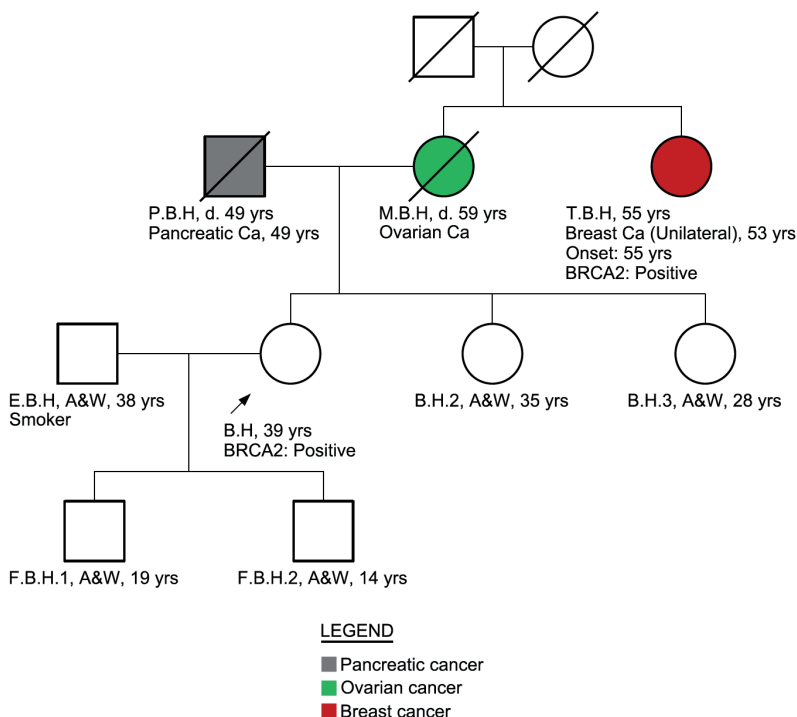 P.B.H, d. 49 yrs
Pancreatic Ca, 49 yrs
M.B.H, d. 59 yrs
Ovarian Ca
T.B.H, 55 yrs
Breast Ca (Unilateral), 53 yrs
Onset: 55 yrs
BRCA2: Positive
E.B.H, A&W, 38 yrs
Smoker
B.H, 39 yrs
BRCA2: Positive
B.H.2, A&W, 35 yrs
B.H.3, A&W, 28 yrs
F.B.H.1, A&W, 19 yrs
F.B.H.2, A&W, 14 yrs
LEGEND
Pancreatic cancer
Ovarian cancer
Breast cancer